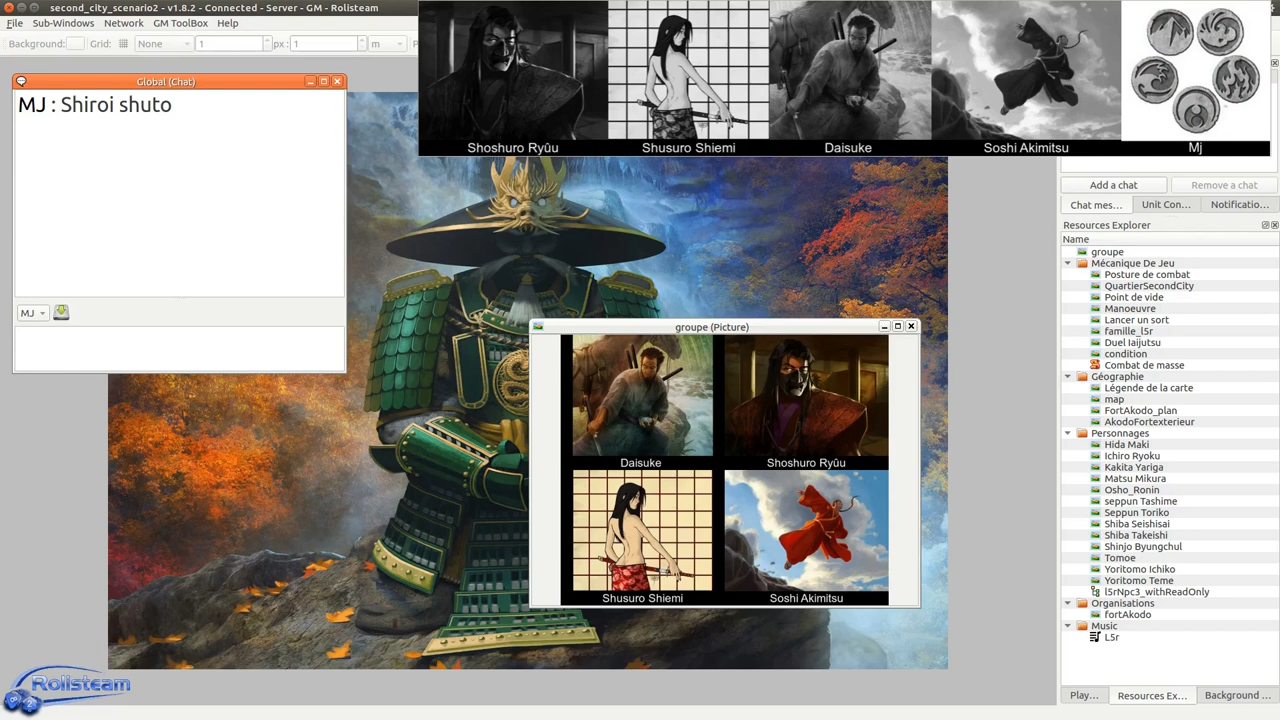 second_city_scenario2 - v1.8.2 - Connected - Server - GM - Rolisteam
File Sub-Windows Network GM ToolBox Help
Background: Grid: None 1 px: 1 m
Shoshuro Ryûu Shusuro Shiemi Daisuke Soshi Akimitsu Mj
Global (Chat)
MJ : Shiroi shuto
MJ
groupe (Picture)
Daisuke Shoshuro Ryûu
Shusuro Shiemi Soshi Akimitsu
Add a chat Remove a chat
Chat mes... Unit Con... Notificatio...
Resources Explorer
Name
groupe
Mécanique De Jeu
Posture de combat
QuartierSecondCity
Point de vide
Manoeuvre
Lancer un sort
famille_l5r
Duel Iaijutsu
condition
Combat de masse
Géographie
Légende de la carte
map
FortAkodo_plan
AkodoFortexterieur
Personnages
Hida Maki
Ichiro Ryoku
Kakita Yariga
Matsu Mikura
Osho_Ronin
seppun Tashime
Seppun Toriko
Shiba Seishisai
Shiba Takeishi
Shinjo Byungchul
Tomoe
Yoritomo Ichiko
Yoritomo Teme
l5rNpc3_withReadOnly
Organisations
fortAkodo
Music
L5r
Play... Resources Ex... Background ...
Rolisteam